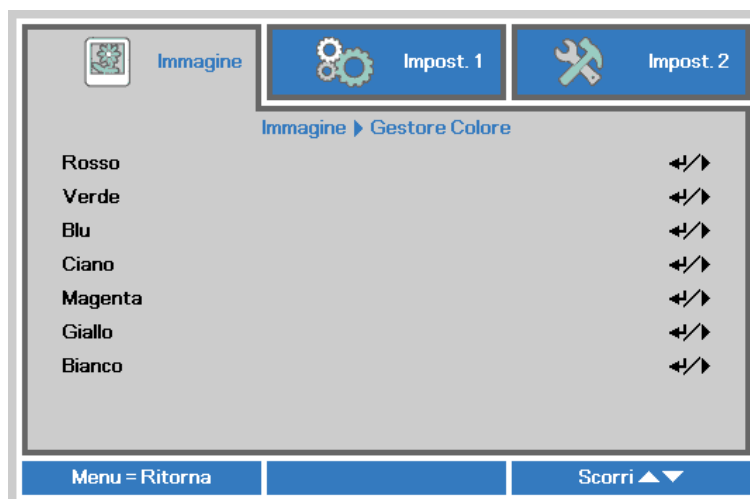 Immagine
Impost. 1
Impost. 2
Immagine ▶ Gestore Colore
Rosso ↵/▶
Verde ↵/▶
Blu ↵/▶
Ciano ↵/▶
Magenta ↵/▶
Giallo ↵/▶
Bianco ↵/▶
Menu = Ritorna
Scorri ▲▼